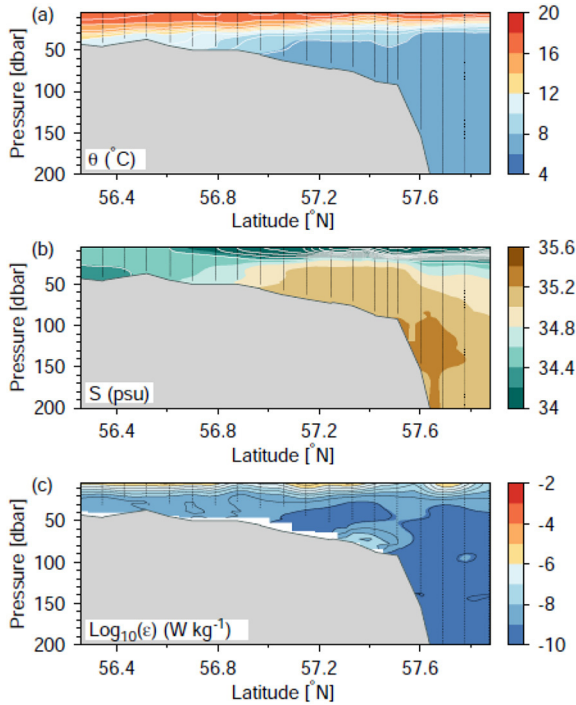 (a)
Pressure [dbar]
50
100
150
200
θ (°C)
56.4 56.8 57.2 57.6
Latitude [°N]
20
16
12
8
4
(b)
Pressure [dbar]
50
100
150
200
S (psu)
56.4 56.8 57.2 57.6
Latitude [°N]
35.6
35.2
34.8
34.4
34
(c)
Pressure [dbar]
50
100
150
200
Log10(ε) (W kg-1)
56.4 56.8 57.2 57.6
Latitude [°N]
-2
-4
-6
-8
-10